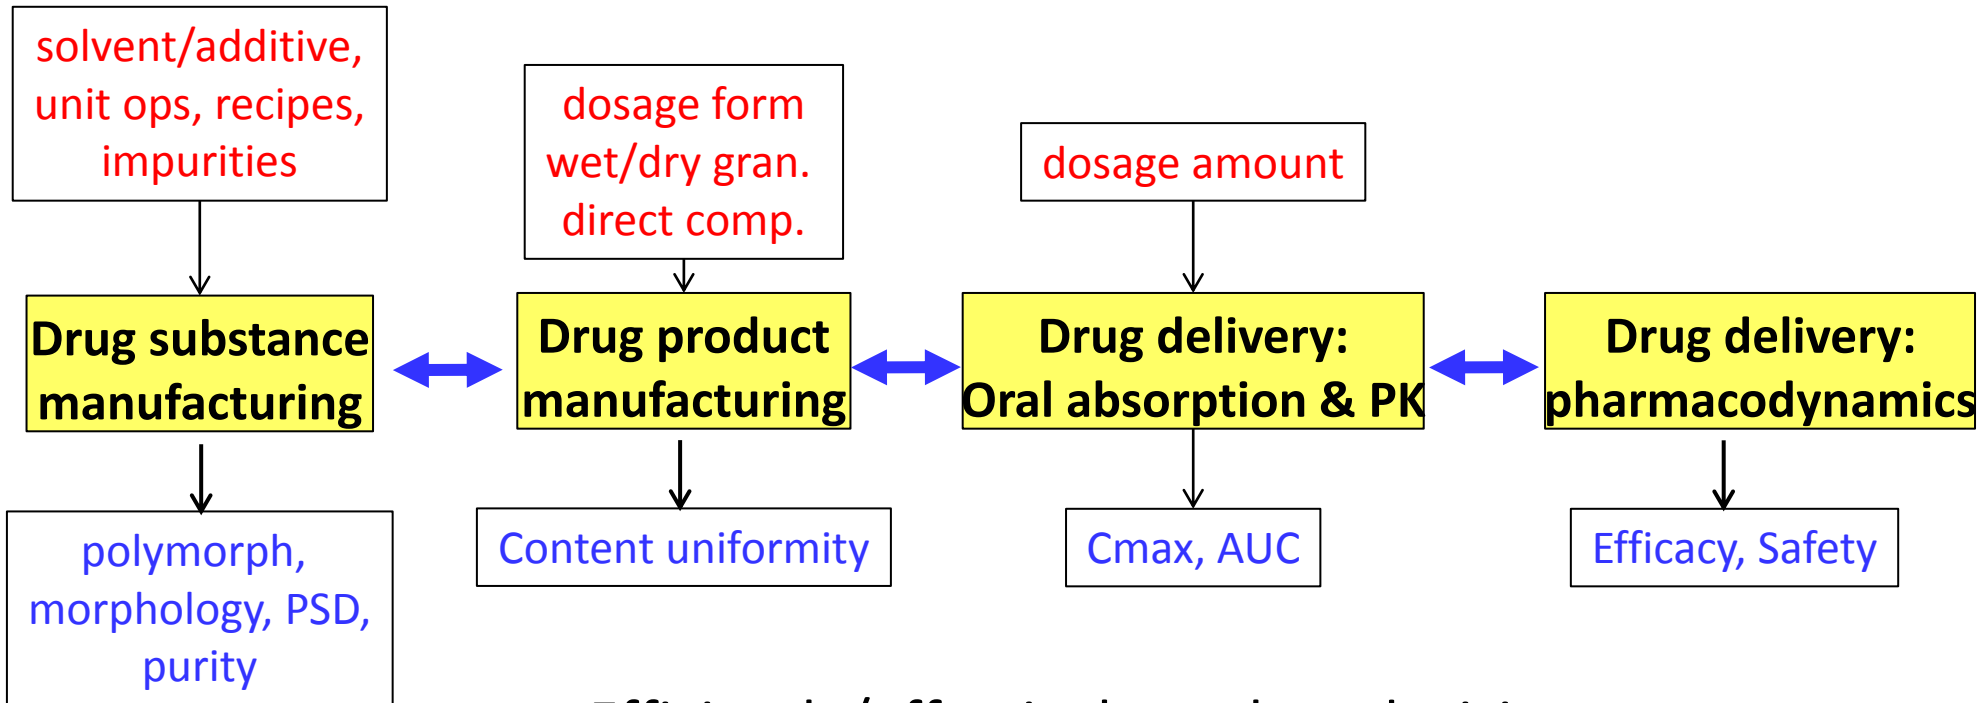 solvent/additive,
unit ops, recipes,
impurities
dosage form
wet/dry gran.
direct comp.
dosage amount
Drug substance
manufacturing
Drug product
manufacturing
Drug delivery:
Oral absorption & PK
Drug delivery:
pharmacodynamics
polymorph,
morphology, PSD,
purity
Content uniformity
Cmax, AUC
Efficacy, Safety